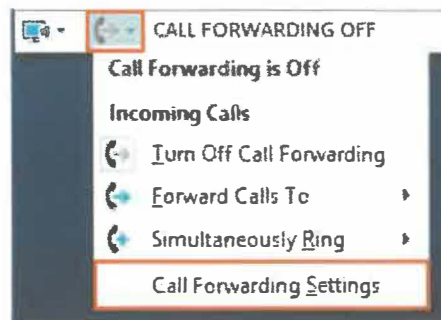 CALL FORWARDING OFF
Call Forwarding is Off
Incoming Calls
Turn Off Call Forwarding
Forward Calls To
Simultaneously Ring
Call Forwarding Settings